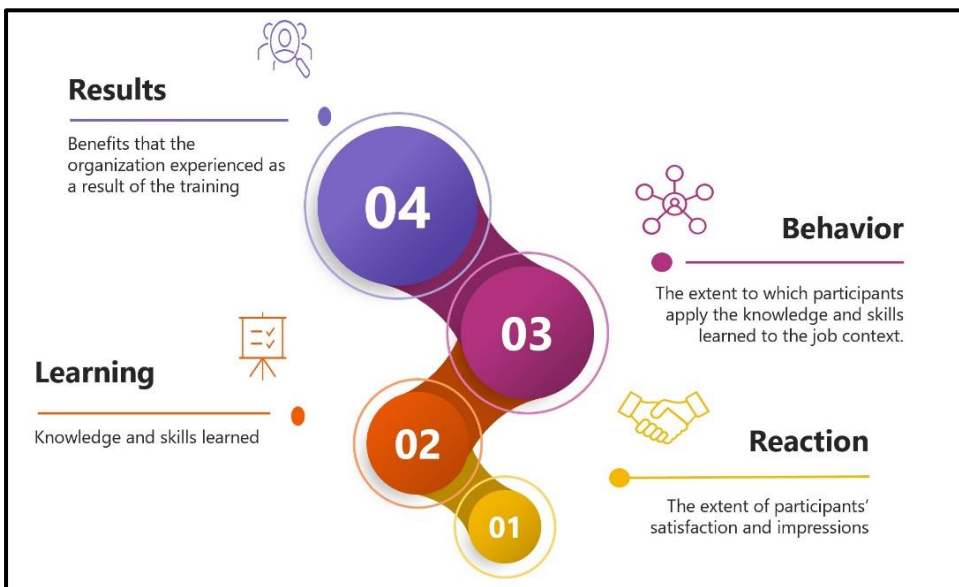 Results
Benefits that the
organization experienced as
a result of the training
04
Behavior
The extent to which participants
apply the knowledge and skills
learned to the job context.
03
Learning
Knowledge and skills learned
02
Reaction
The extent of participants’
satisfaction and impressions
01